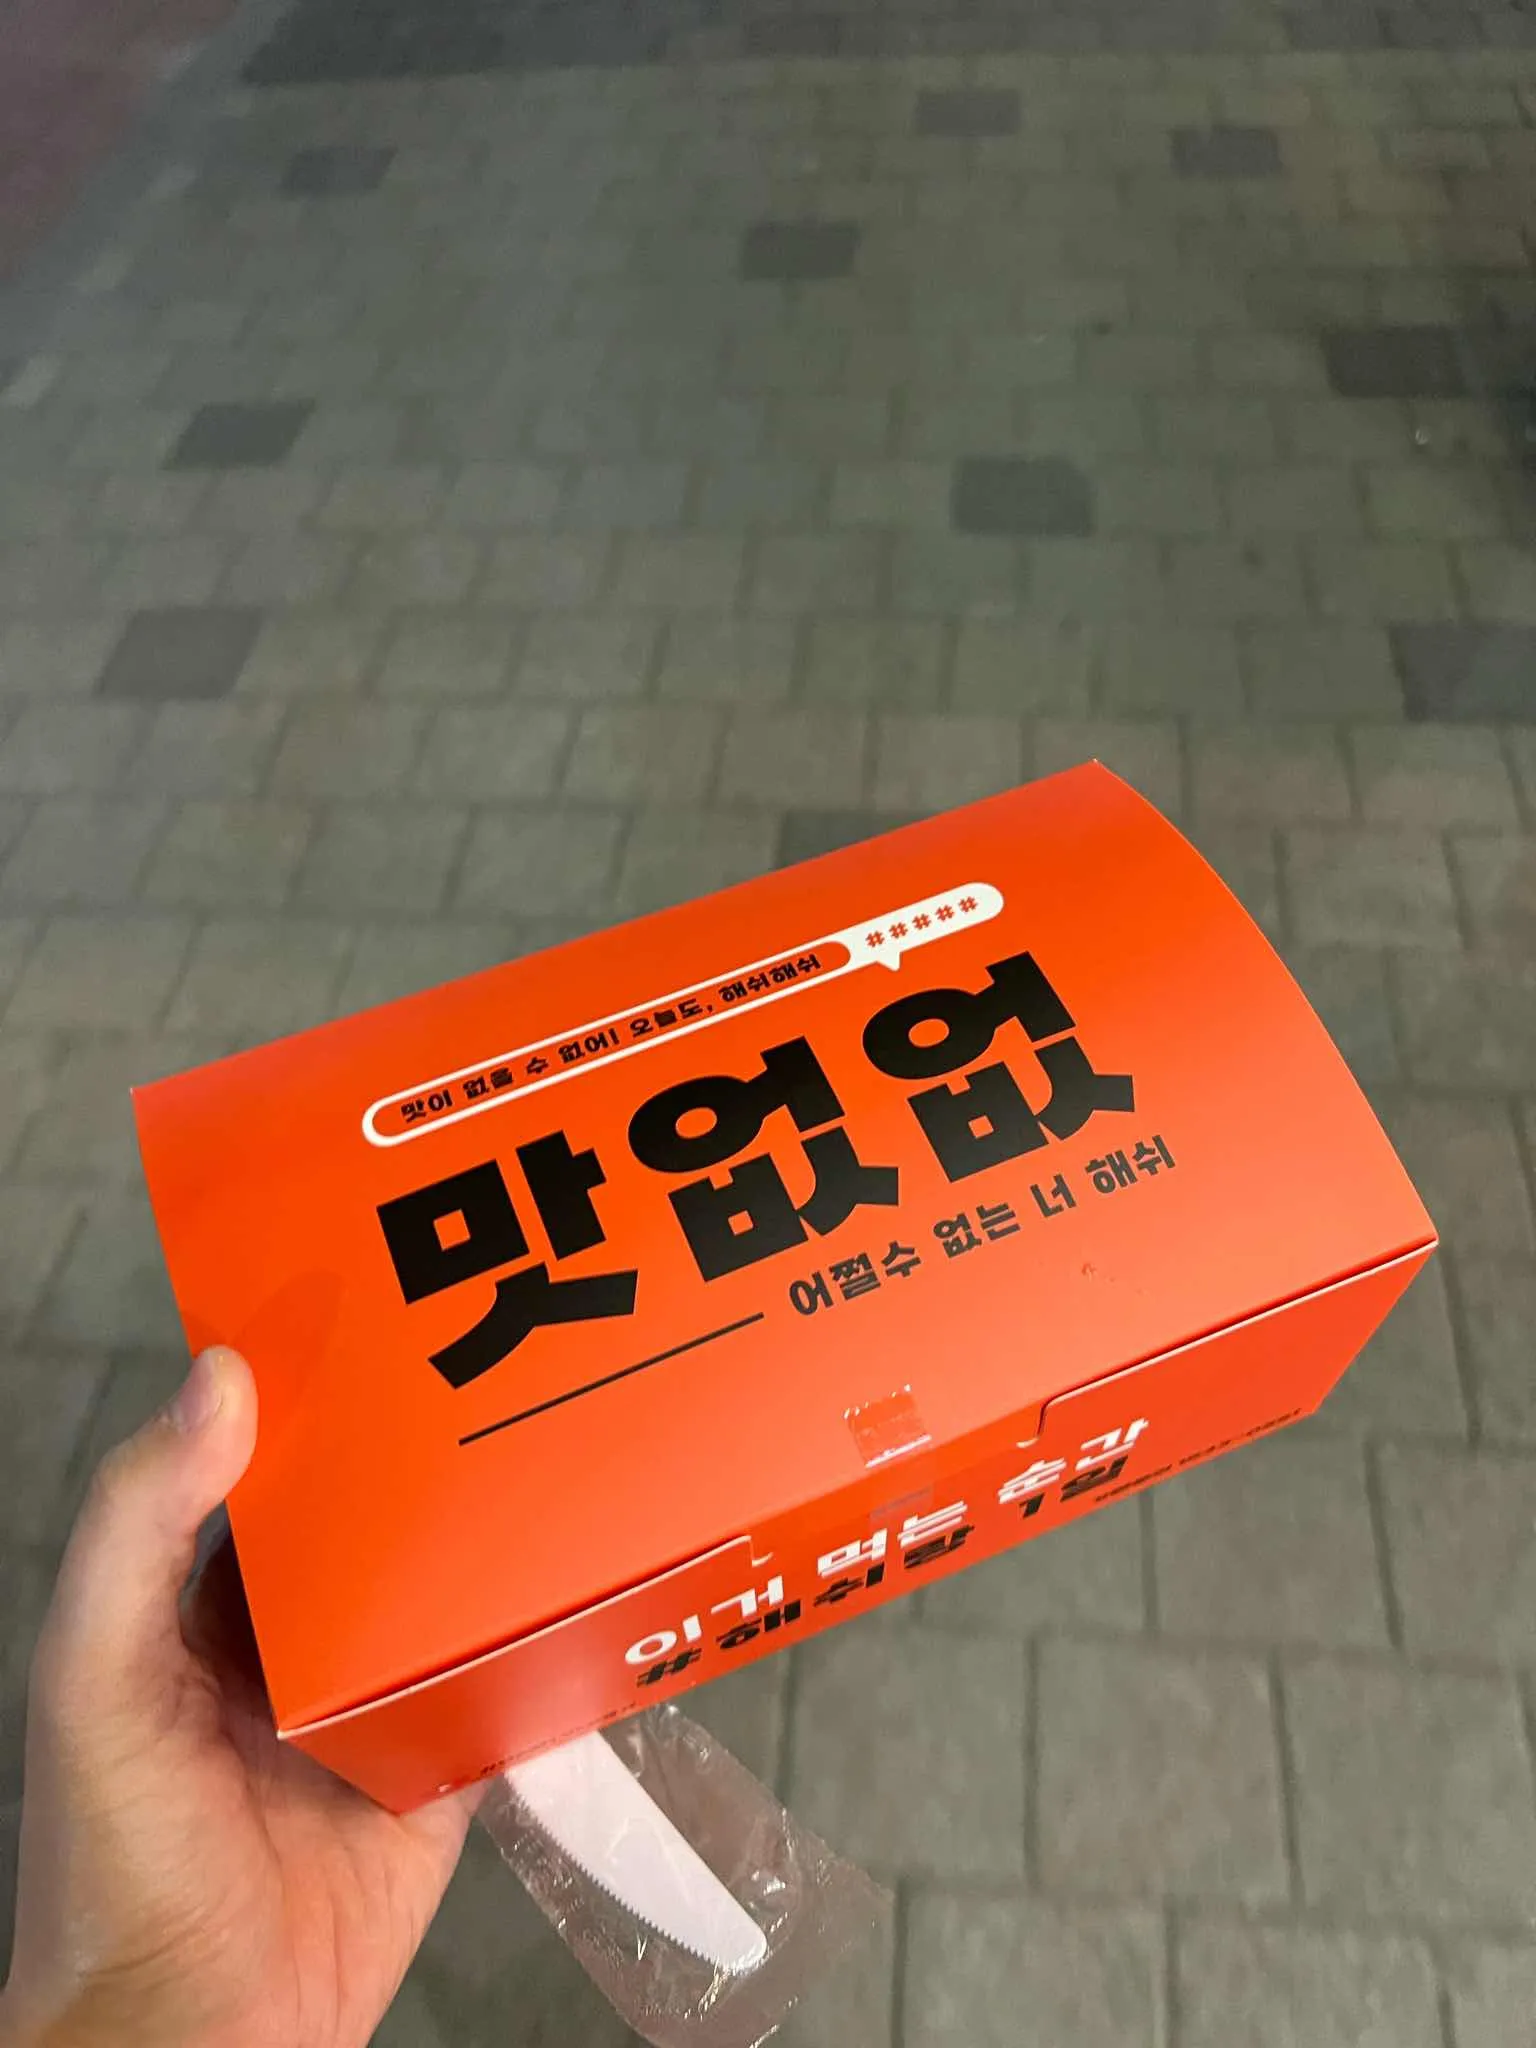 맛이 없을 수 없어! 오늘도, 해쉬해쉬
#####
맛없없
어쩔수 없는 너 해쉬
이거 먹는 순간
#해쉬랑 1일